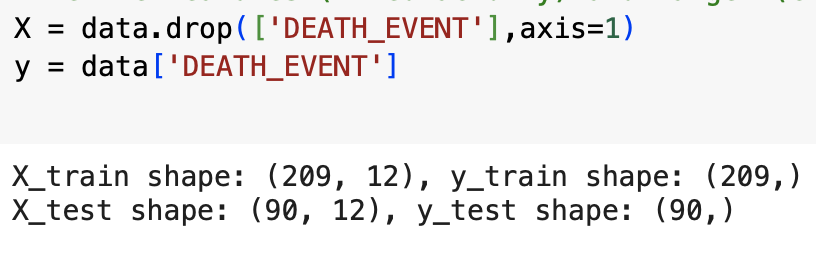 X = data.drop(['DEATH_EVENT'],axis=1)
y = data['DEATH_EVENT']
X_train shape: (209, 12), y_train shape: (209,)
X_test shape: (90, 12), y_test shape: (90,)